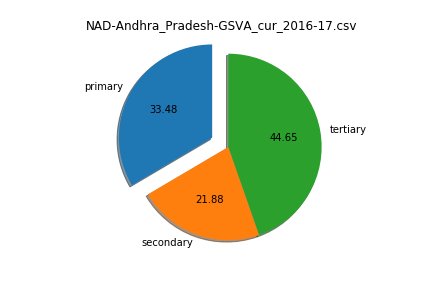 NAD-Andhra_Pradesh-GSVA_cur_2016-17.csv
primary
33.48
tertiary
44.65
21.88
secondary